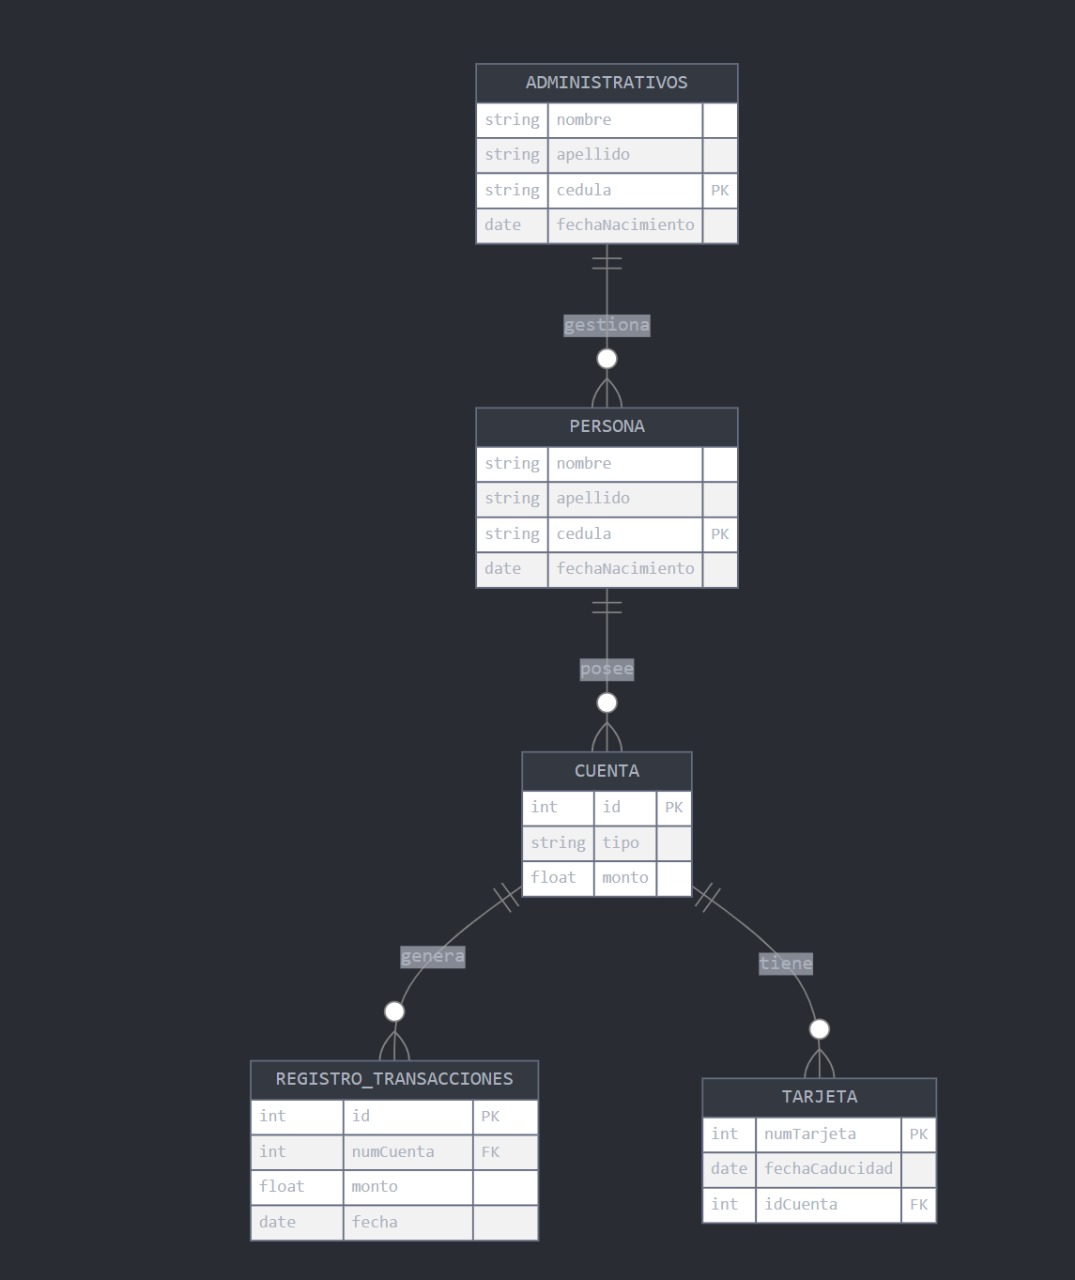 ADMINISTRATIVOS
string nombre
string apellido
string cedula PK
date fechaNacimiento
gestiona
PERSONA
string nombre
string apellido
string cedula PK
date fechaNacimiento
posee
CUENTA
int id PK
string tipo
float monto
genera
tiene
REGISTRO_TRANSACCIONES
int id PK
int numCuenta FK
float monto
date fecha
TARJETA
int numTarjeta PK
date fechaCaducidad
int idCuenta FK